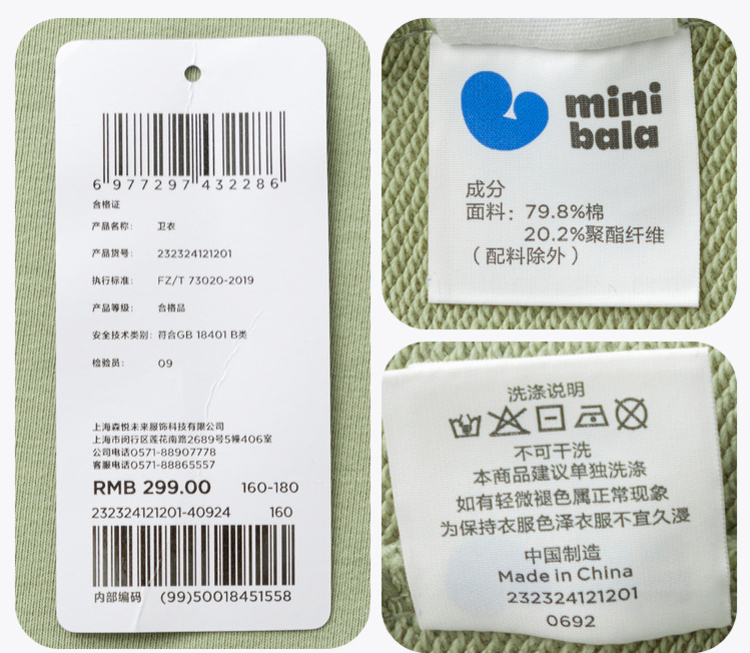 6 977297 432286
合格证
产品名称: 卫衣
产品货号: 232324121201
执行标准: FZ/T 73020-2019
产品等级: 合格品
安全技术类别: 符合GB 18401 B类
检验员: 09
上海森悦未来服饰科技有限公司
上海市闵行区莲花南路2689号5幢406室
公司电话0571-88907778
客服电话0571-88865557
RMB 299.00 160-180
232324121201-40924 160
内部编码 (99)50018451558
mini
bala
成分
面料: 79.8%棉
20.2%聚酯纤维
(配料除外)
洗涤说明
不可干洗
本商品建议单独洗涤
如有轻微褪色属正常现象
为保持衣服色泽衣服不宜久浸
中国制造
Made in China
232324121201
0692